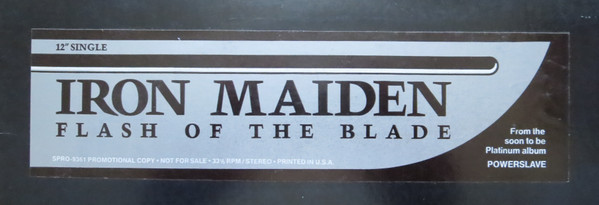 12" SINGLE
IRON MAIDEN
FLASH OF THE BLADE
SPRO-9361 PROMOTIONAL COPY • NOT FOR SALE • 33⅓ RPM/STEREO • PRINTED IN U.S.A.
From the
soon to be
Platinum album
POWERSLAVE